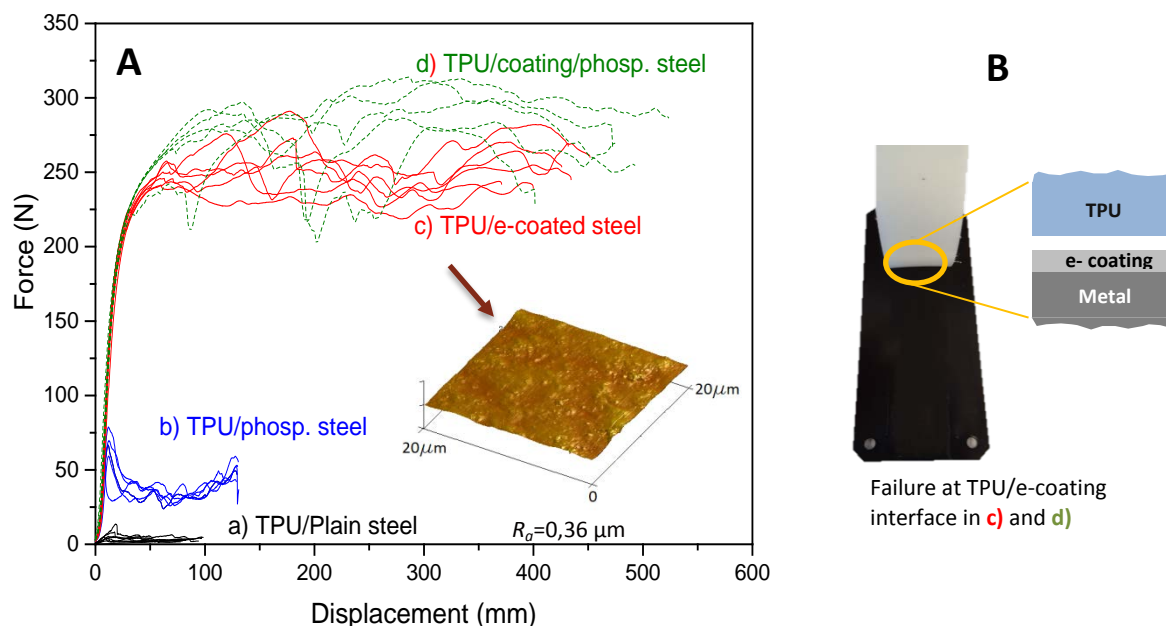 A
350
300
250
200
150
100
50
0
Force (N)
0 100 200 300 400 500 600
Displacement (mm)
d) TPU/coating/phosp. steel
c) TPU/e-coated steel
b) TPU/phosp. steel
a) TPU/Plain steel
20μm
20μm
0
Rₐ=0,36 μm
B
TPU
e- coating
Metal
Failure at TPU/e-coating
interface in c) and d)